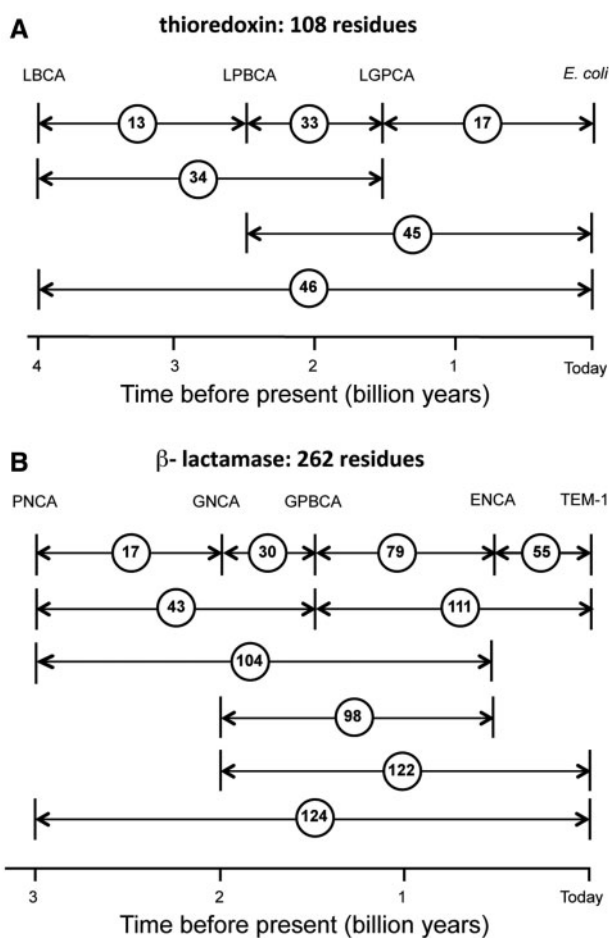 A
thioredoxin: 108 residues
LBCA LPBCA LGPCA E. coli
13 33 17
34
45
46
4 3 2 1 Today
Time before present (billion years)
B
β- lactamase: 262 residues
PNCA GNCA GPBCA ENCA TEM-1
17 30 79 55
43 111
104
98
122
124
3 2 1 Today
Time before present (billion years)